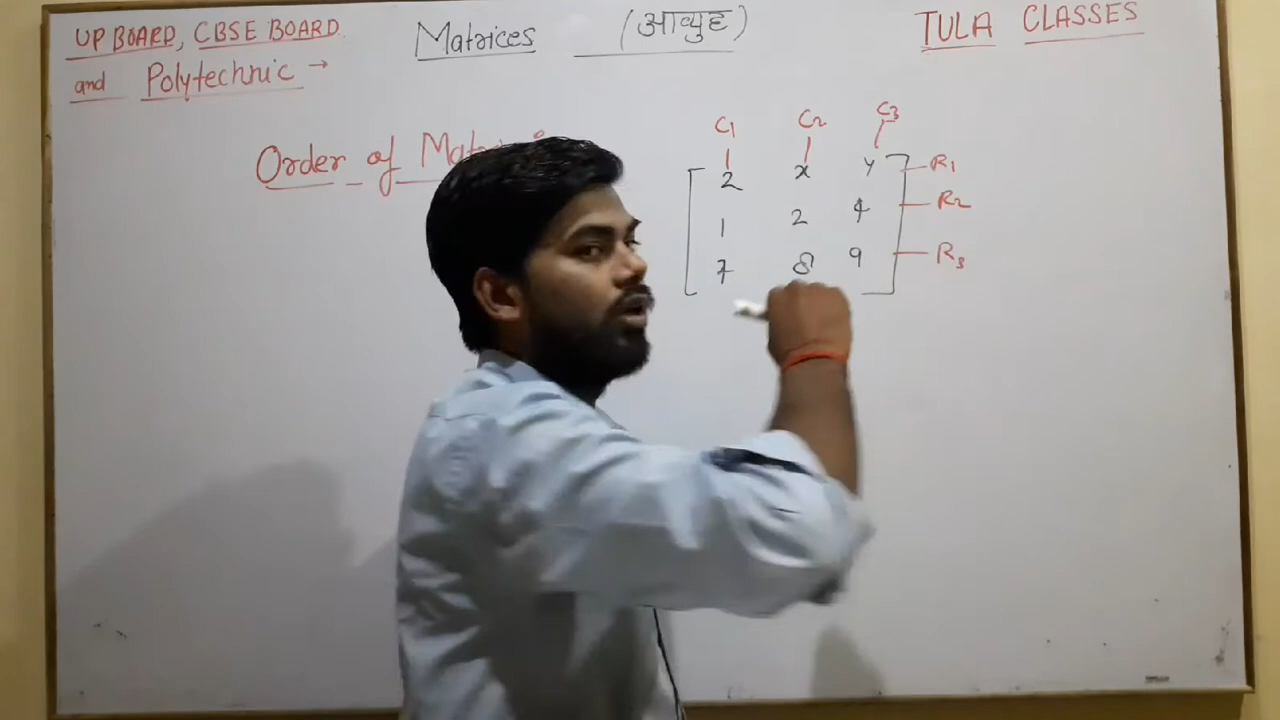 UP BOARD, CBSE BOARD
and Polytechnic →
Matrices (आव्युह)
TULA CLASSES
Order of
C1 C2 C3
2 x y R1
1 2 4 R2
7 8 9 R3